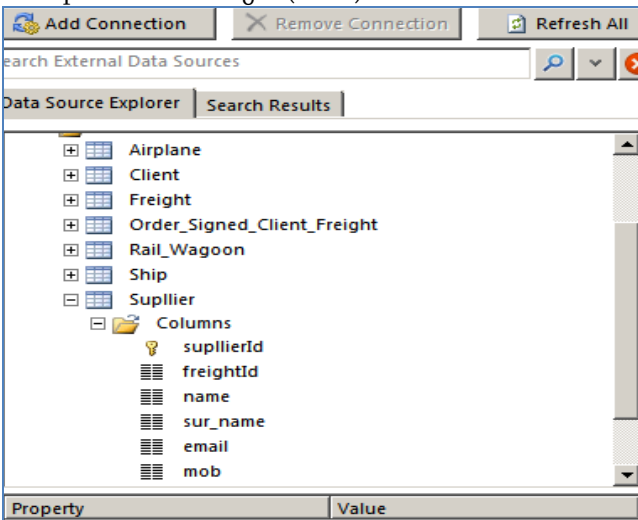 Add Connection Remove Connection Refresh All
earch External Data Sources
Data Source Explorer Search Results
Airplane
Client
Freight
Order_Signed_Client_Freight
Rail_Wagoon
Ship
Supllier
Columns
supllierId
freightId
name
sur_name
email
mob
Property Value